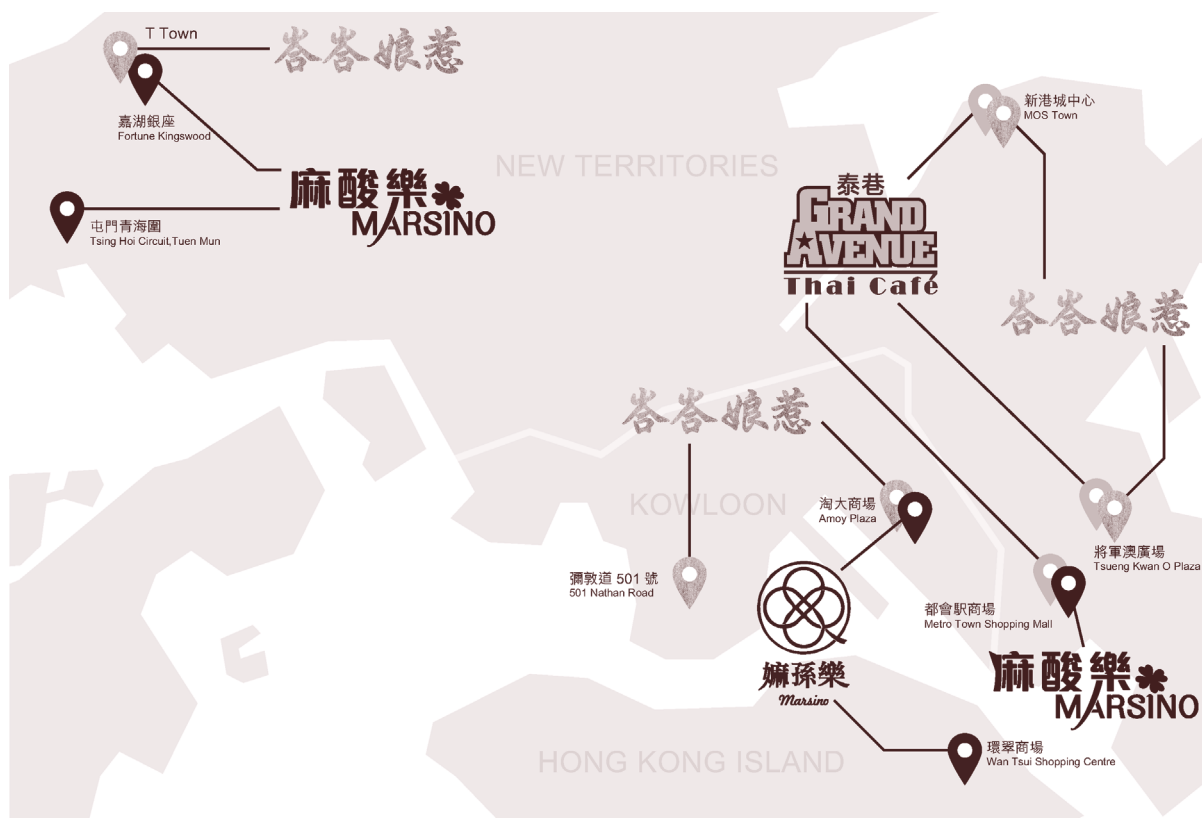 T Town
峇峇娘惹
嘉湖銀座
Fortune Kingswood
麻酸樂
MARSINO
屯門青海圍
Tsing Hoi Circuit,Tuen Mun
NEW TERRITORIES
新港城中心
MOS Town
泰巷
GRAND
AVENUE
Thai Café
峇峇娘惹
峇峇娘惹
KOWLOON
淘大商場
Amoy Plaza
將軍澳廣場
Tsueng Kwan O Plaza
彌敦道 501 號
501 Nathan Road
都會駅商場
Metro Town Shopping Mall
嫲孫樂
Marsino
麻酸樂
MARSINO
環翠商場
Wan Tsui Shopping Centre
HONG KONG ISLAND